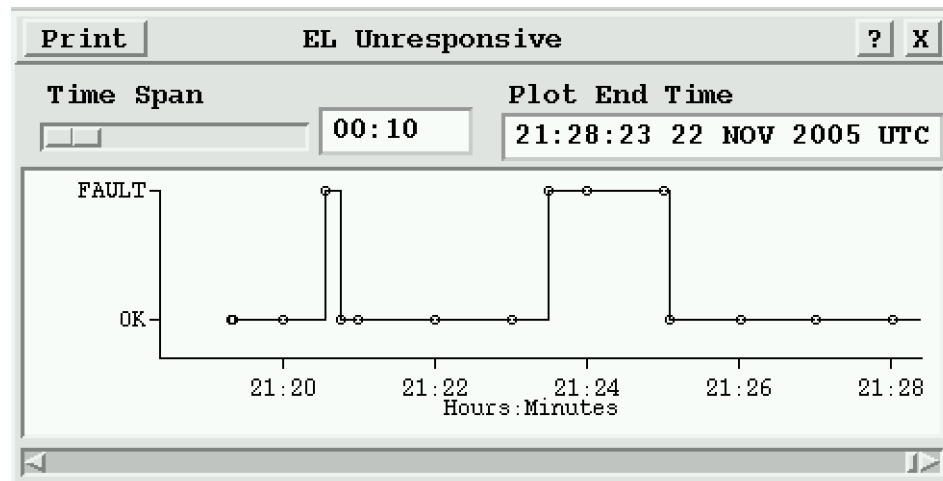 Print EL Unresponsive ? X
Time Span Plot End Time
00:10 21:28:23 22 NOV 2005 UTC
FAULT
OK
21:20 21:22 21:24 21:26 21:28
Hours:Minutes